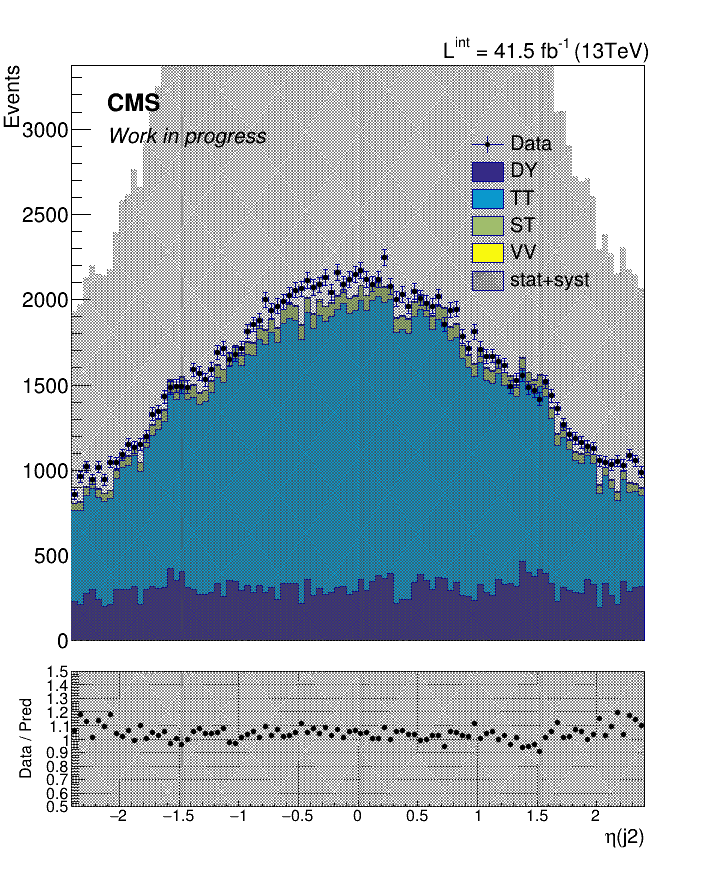 L^int = 41.5 fb^-1 (13TeV)
Events
CMS
Work in progress
Data
DY
TT
ST
VV
stat+syst
3000
2500
2000
1500
1000
500
0
Data / Pred
1.5
1.4
1.3
1.2
1.1
1
0.9
0.8
0.7
0.6
0.5
−2
−1.5
−1
−0.5
0
0.5
1
1.5
2
η(j2)